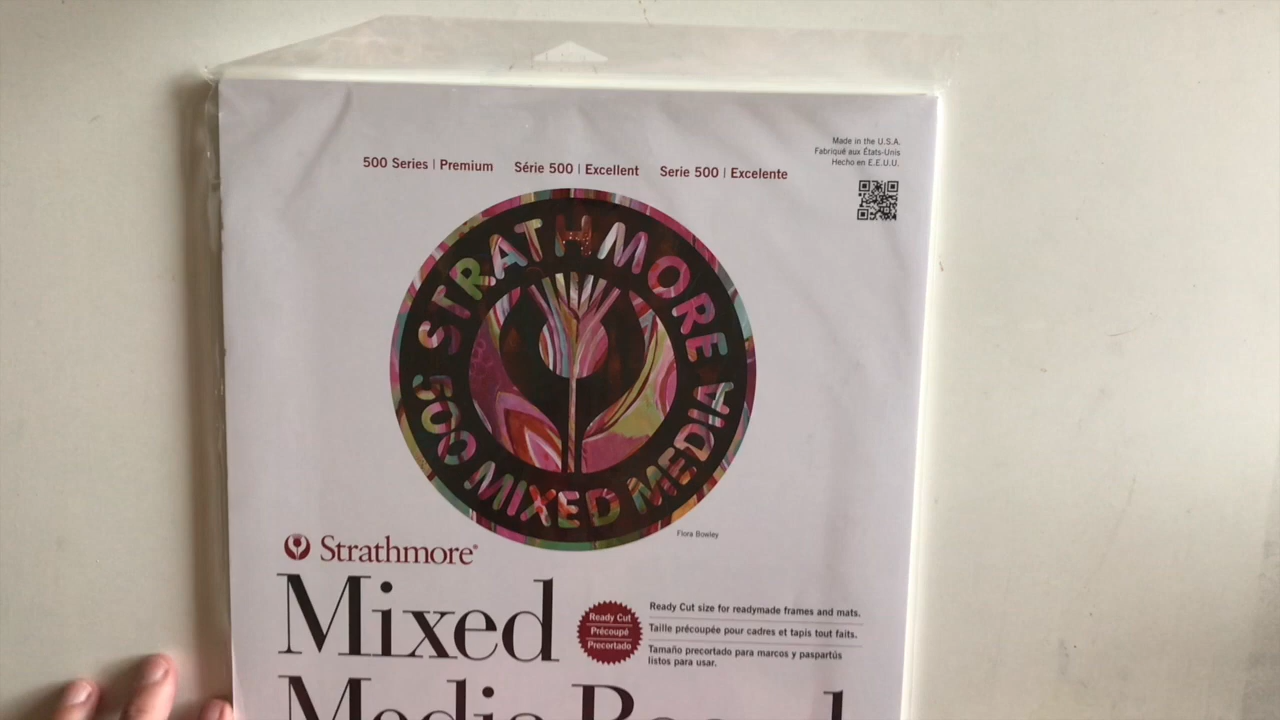 Made in the U.S.A.
Fabriqué aux États-Unis
Hecho en E.E.U.U.
500 Series | Premium Série 500 | Excellent Serie 500 | Excelente
STRATHMORE
500 MIXED MEDIA
Flora Bowley
Strathmore®
Mixed
Ready Cut
Précoupé
Precortado
Ready Cut size for readymade frames and mats.
Taille précoupée pour cadres et tapis tout faits.
Tamaño precortado para marcos y paspartús
listos para usar.
Media Board